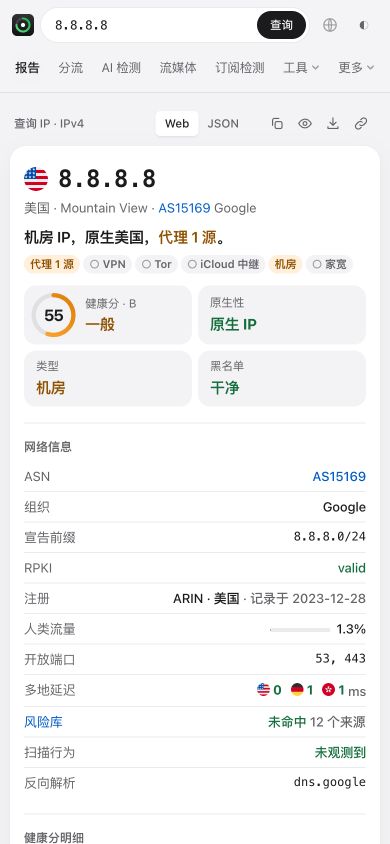 8.8.8.8 查询
报告 分流 AI 检测 流媒体 订阅检测 工具 更多
查询 IP · IPv4 Web JSON
8.8.8.8
美国 · Mountain View · AS15169 Google
机房 IP，原生美国，代理 1 源。
代理 1 源 VPN Tor iCloud 中继 机房 家宽
55 健康分 · B 一般
原生性 原生 IP
类型 机房
黑名单 干净
网络信息
ASN AS15169
组织 Google
宣告前缀 8.8.8.0/24
RPKI valid
注册 ARIN · 美国 · 记录于 2023-12-28
人类流量 1.3%
开放端口 53, 443
多地延迟 0 1 1 ms
风险库 未命中 12 个来源
扫描行为 未观测到
反向解析 dns.google
健康分明细